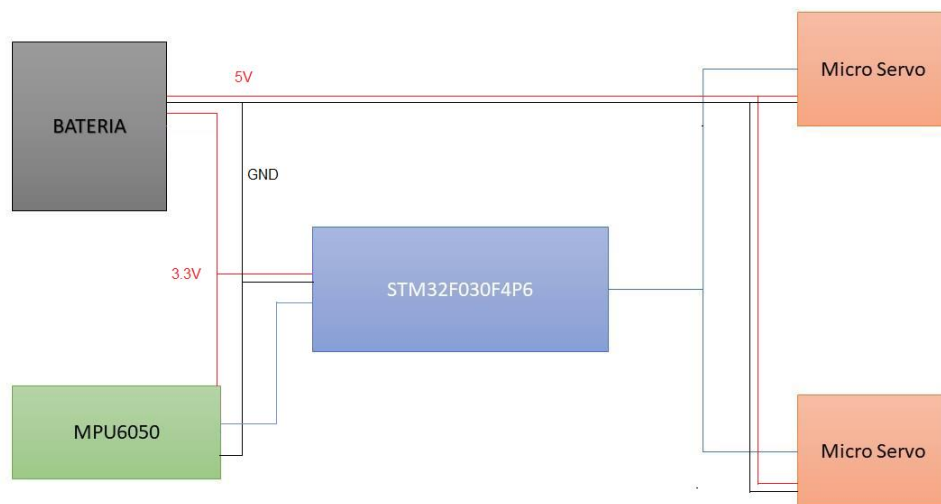 Micro Servo
5V
BATERIA
GND
3.3V
STM32F030F4P6
MPU6050
Micro Servo